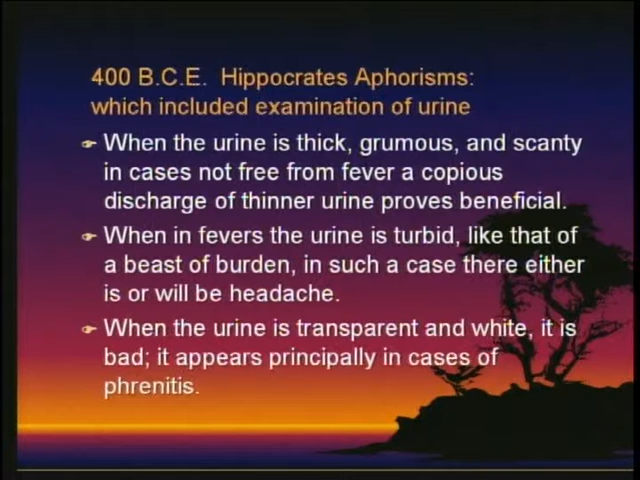 400 B.C.E. Hippocrates Aphorisms:
which included examination of urine
When the urine is thick, grumous, and scanty
in cases not free from fever a copious
discharge of thinner urine proves beneficial.
When in fevers the urine is turbid, like that of
a beast of burden, in such a case there either
is or will be headache.
When the urine is transparent and white, it is
bad; it appears principally in cases of
phrenitis.